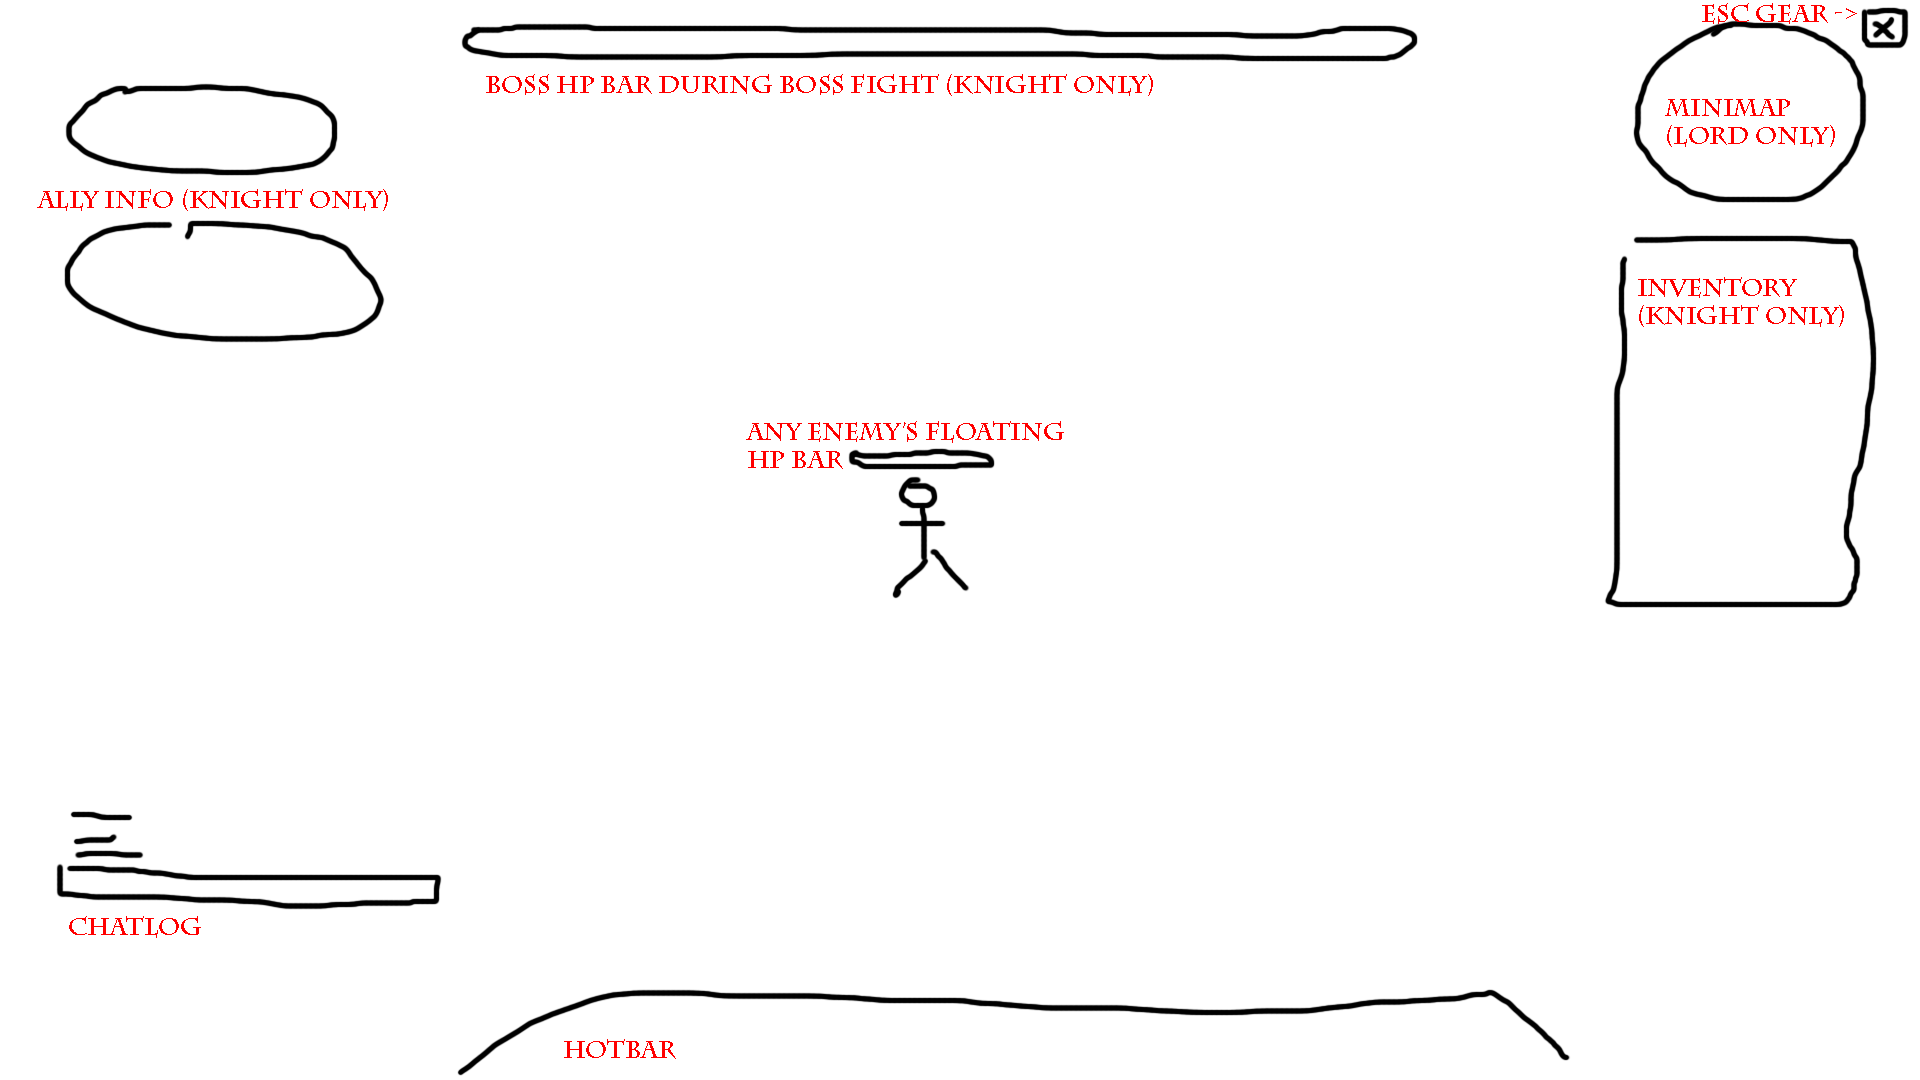 ESC GEAR ->
BOSS HP BAR DURING BOSS FIGHT (KNIGHT ONLY)
MINIMAP
(LORD ONLY)
ALLY INFO (KNIGHT ONLY)
INVENTORY
(KNIGHT ONLY)
ANY ENEMY'S FLOATING
HP BAR
CHATLOG
HOTBAR